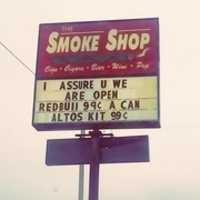 THE
SMOKE SHOP
Cigs • Cigars • Beer • Wine • Pop
I ASSURE U WE
ARE OPEN
REDBULL 99¢ A CAN
ALTOS KIT 99¢